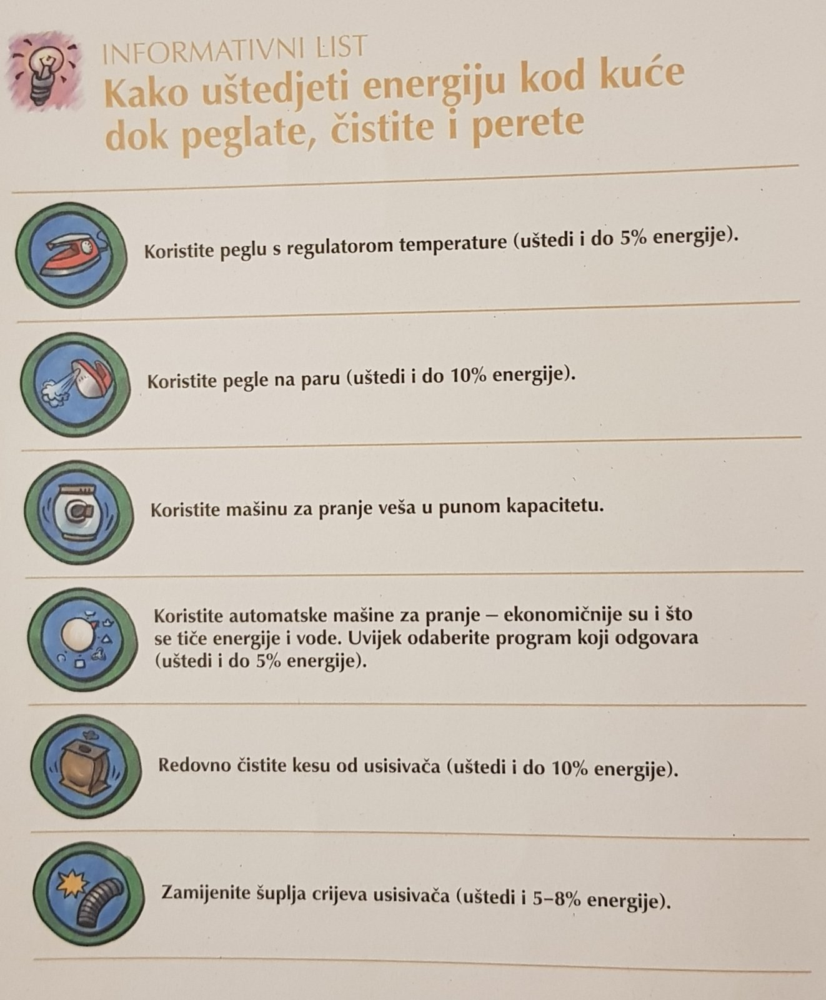 INFORMATIVNI LIST
Kako uštedjeti energiju kod kuće
dok peglate, čistite i perete
Koristite peglu s regulatorom temperature (uštedi i do 5% energije).
Koristite pegle na paru (uštedi i do 10% energije).
Koristite mašinu za pranje veša u punom kapacitetu.
Koristite automatske mašine za pranje – ekonomičnije su i što
se tiče energije i vode. Uvijek odaberite program koji odgovara
(uštedi i do 5% energije).
Redovno čistite kesu od usisivača (uštedi i do 10% energije).
Zamijenite šuplja crijeva usisivača (uštedi i 5–8% energije).